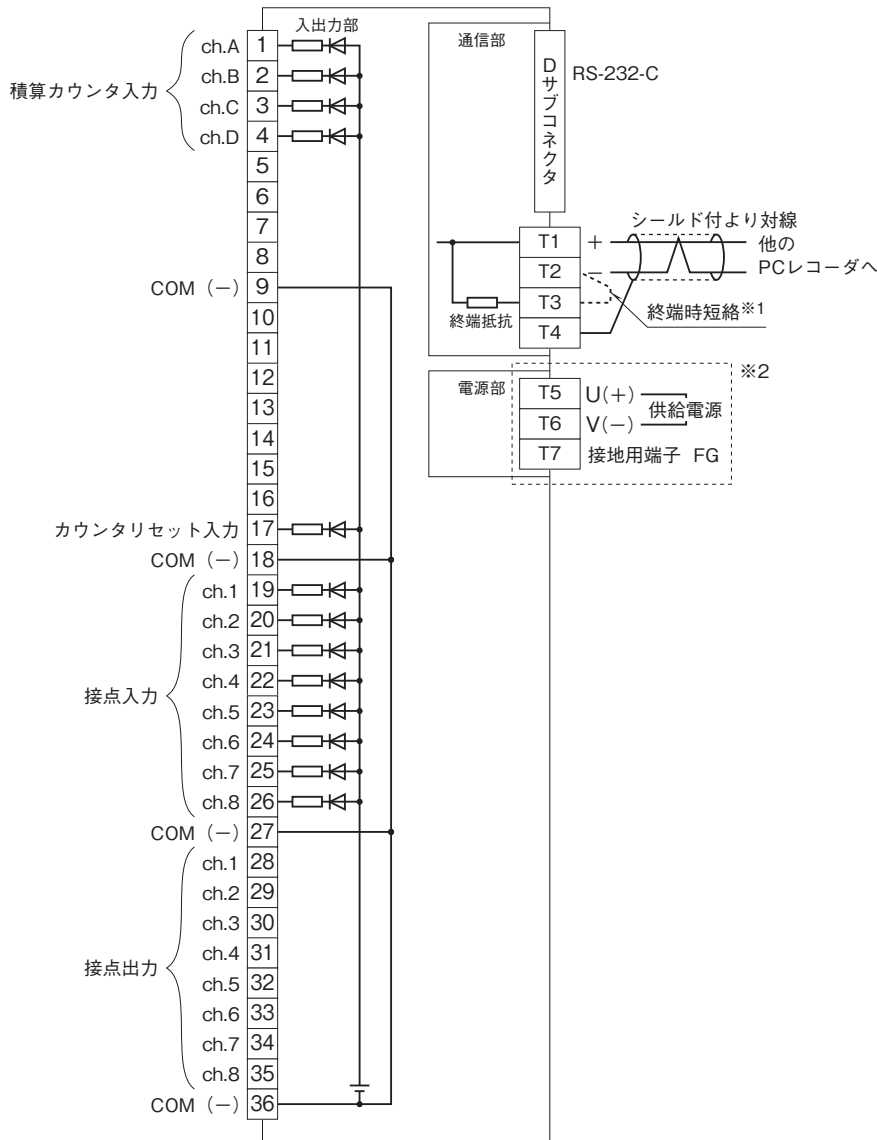 入出力部
積算カウンタ入力
ch.A 1
ch.B 2
ch.C 3
ch.D 4
5
6
7
8
COM (−) 9
10
11
12
13
14
15
16
カウンタリセット入力 17
COM (−) 18
接点入力
ch.1 19
ch.2 20
ch.3 21
ch.4 22
ch.5 23
ch.6 24
ch.7 25
ch.8 26
COM (−) 27
接点出力
ch.1 28
ch.2 29
ch.3 30
ch.4 31
ch.5 32
ch.6 33
ch.7 34
ch.8 35
COM (−) 36
通信部
Dサブコネクタ
RS-232-C
シールド付より対線
T1 +
T2 −
T3
T4
他の
PCレコーダへ
終端抵抗
終端時短絡※1
電源部
※2
T5 U(+)
T6 V(−)
供給電源
T7 接地用端子 FG